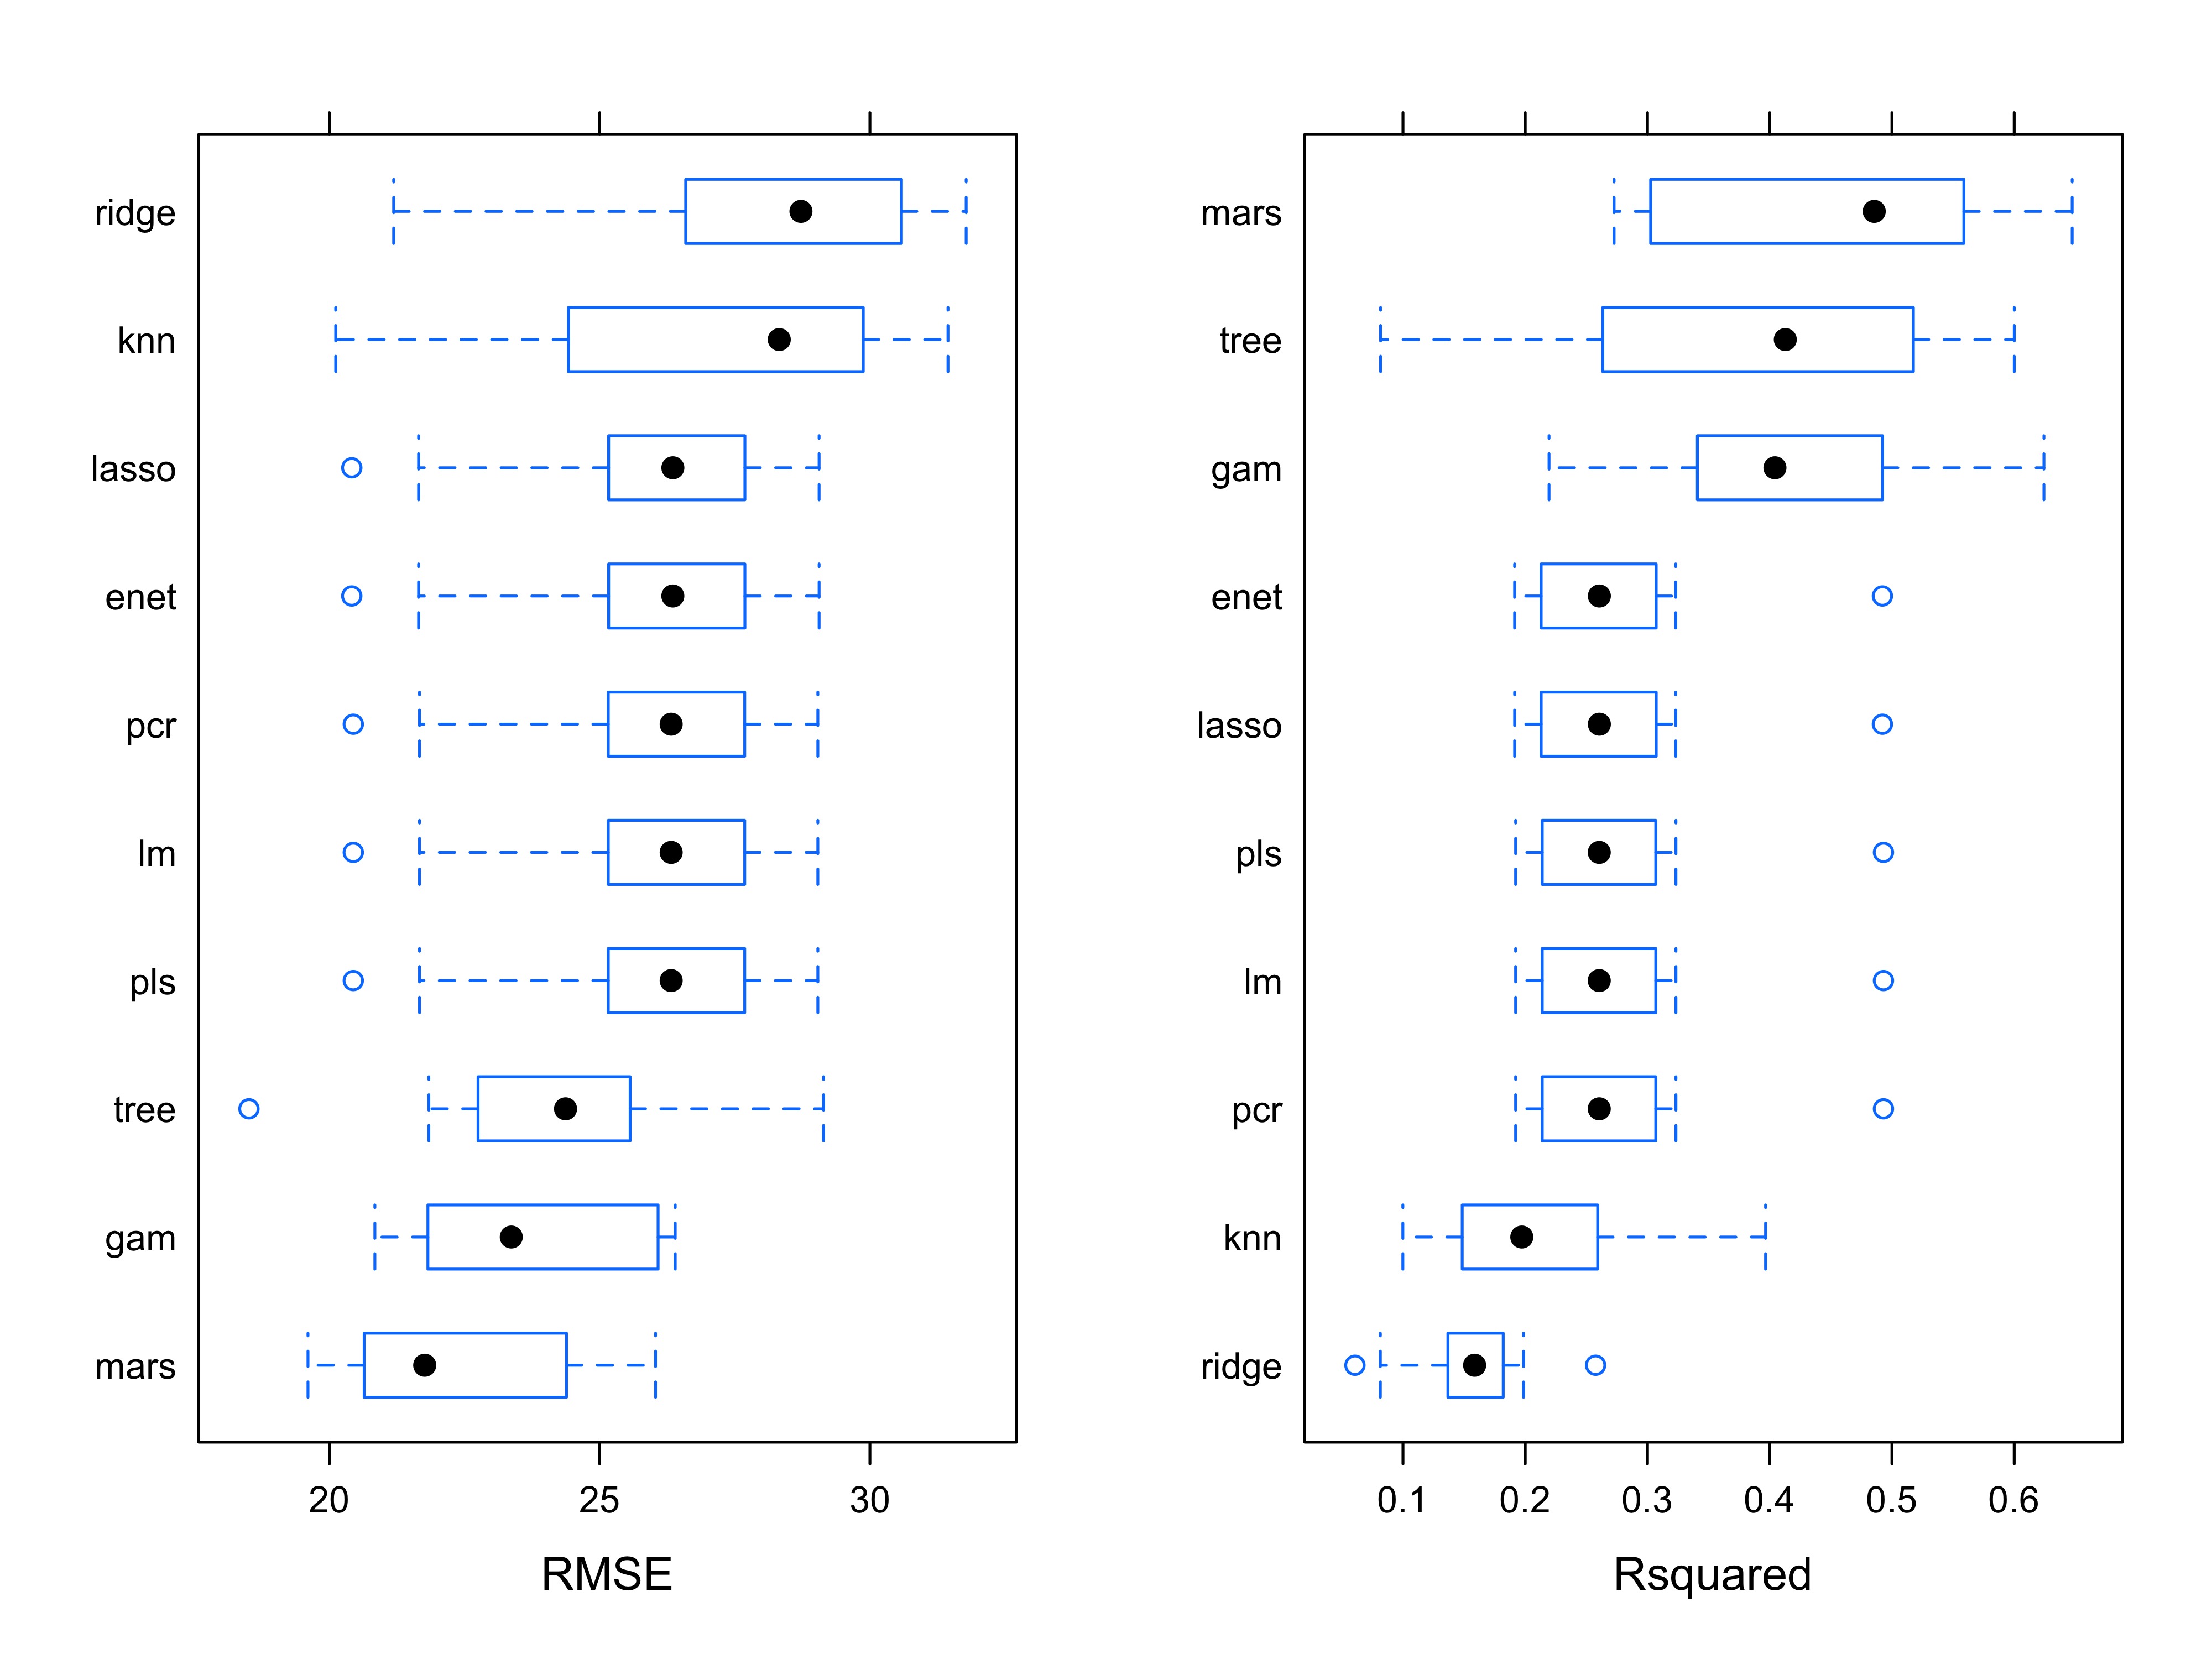 ridge
knn
lasso
enet
pcr
lm
pls
tree
gam
mars
20 25 30
RMSE
mars
tree
gam
enet
lasso
pls
lm
pcr
knn
ridge
0.1 0.2 0.3 0.4 0.5 0.6
Rsquared